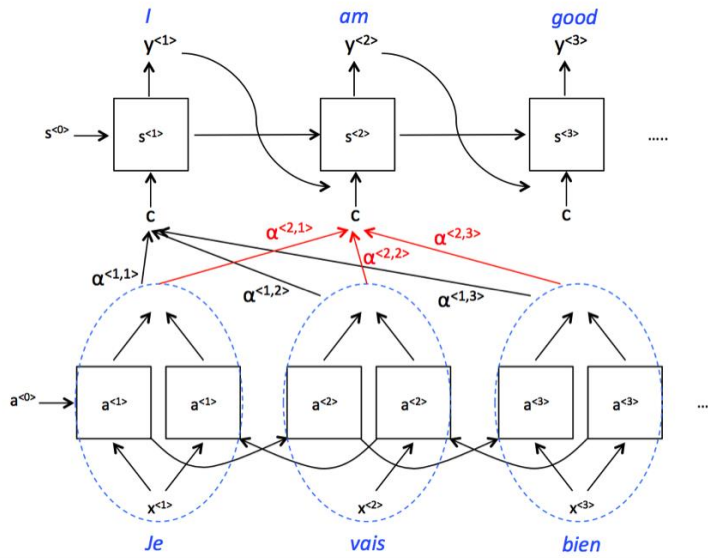 I am good
y<1> y<2> y<3>
s<0> s<1> s<2> s<3> .....
c c c
α<1,1> α<2,1> α<1,2> α<2,2> α<1,3> α<2,3>
a<0> a<1> a<1> a<2> a<2> a<3> a<3> ...
x<1> x<2> x<3>
Je vais bien